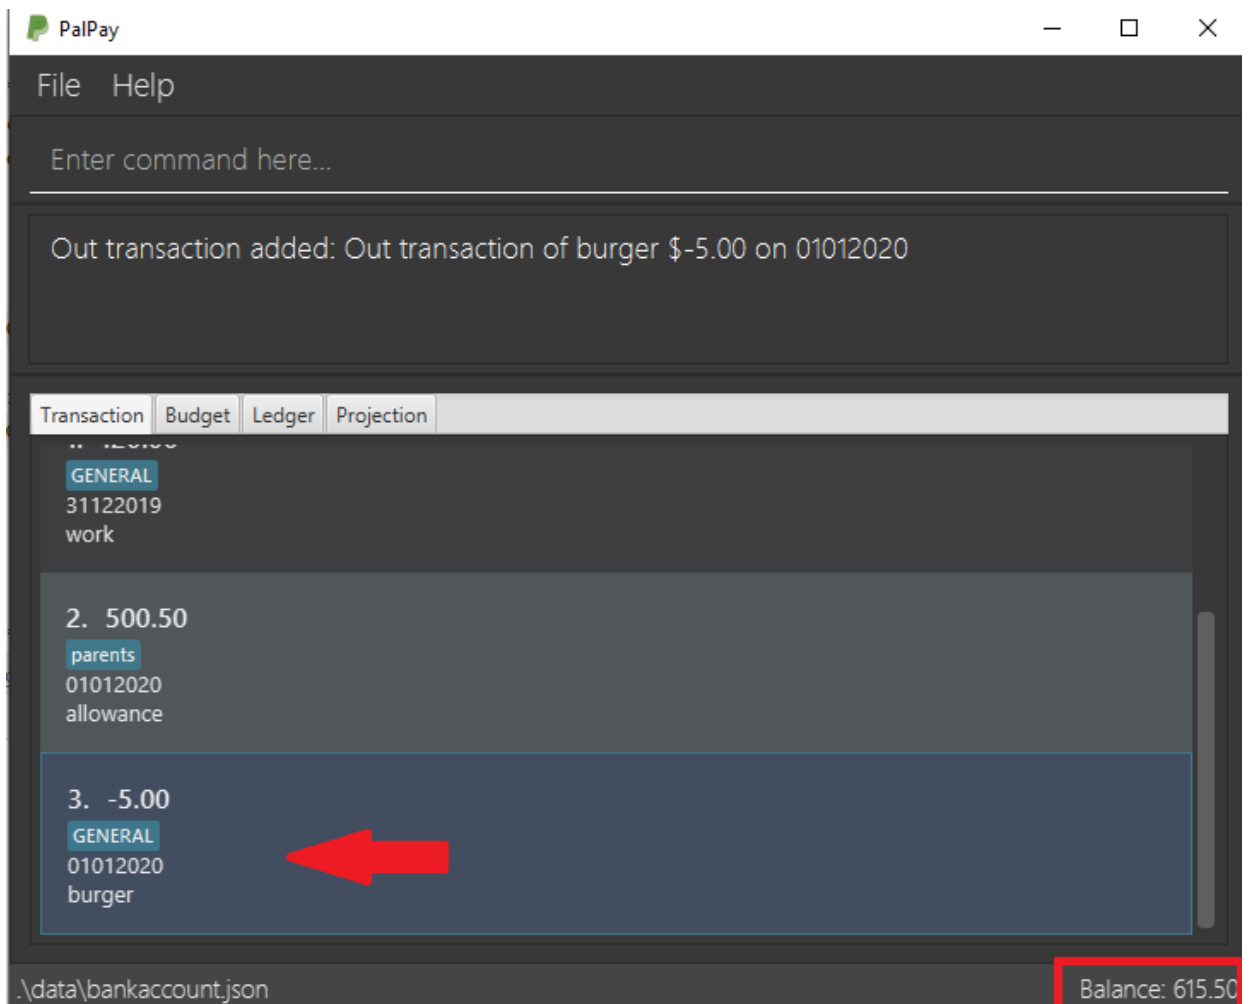 PalPay
File Help
Enter command here...
Out transaction added: Out transaction of burger $-5.00 on 01012020
Transaction Budget Ledger Projection
GENERAL
31122019
work
2. 500.50
parents
01012020
allowance
3. -5.00
GENERAL
01012020
burger
.\data\bankaccount.json Balance: 615.50